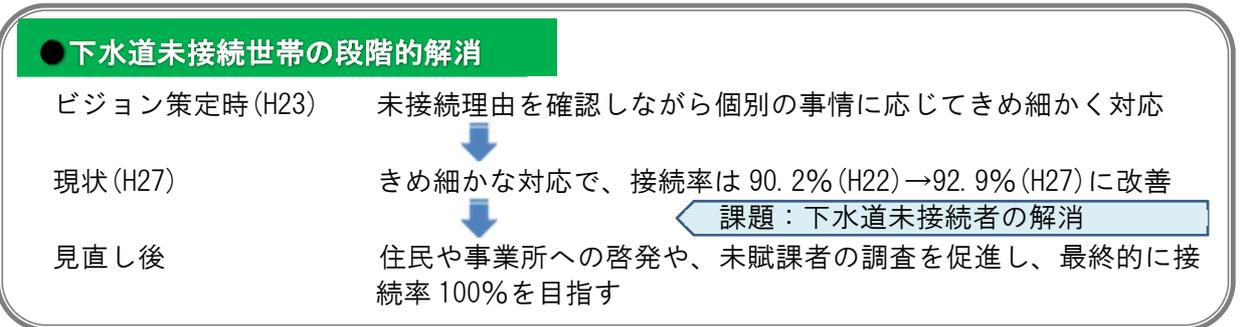 ●下水道未接続世帯の段階的解消
ビジョン策定時(H23) 未接続理由を確認しながら個別の事情に応じてきめ細かく対応
現状(H27) きめ細かな対応で、接続率は 90.2%(H22)→92.9%(H27)に改善
課題：下水道未接続者の解消
見直し後 住民や事業所への啓発や、未賦課者の調査を促進し、最終的に接
続率 100%を目指す